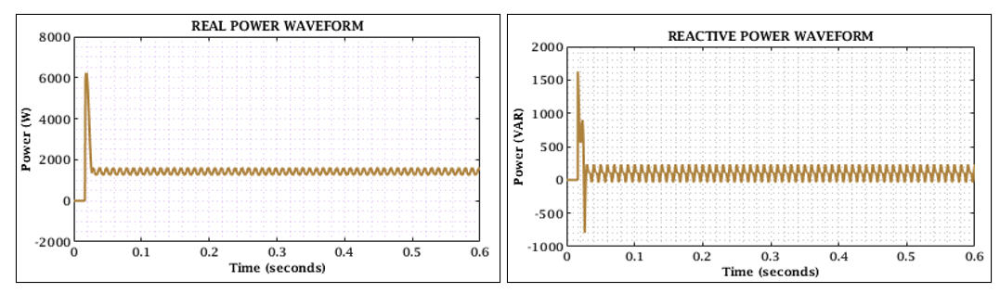 REAL POWER WAVEFORM
8000
6000
4000
2000
0
-2000
Power (W)
0 0.1 0.2 0.3 0.4 0.5 0.6
Time (seconds)
REACTIVE POWER WAVEFORM
2000
1500
1000
500
0
-500
-1000
Power (VAR)
0 0.1 0.2 0.3 0.4 0.5 0.6
Time (seconds)